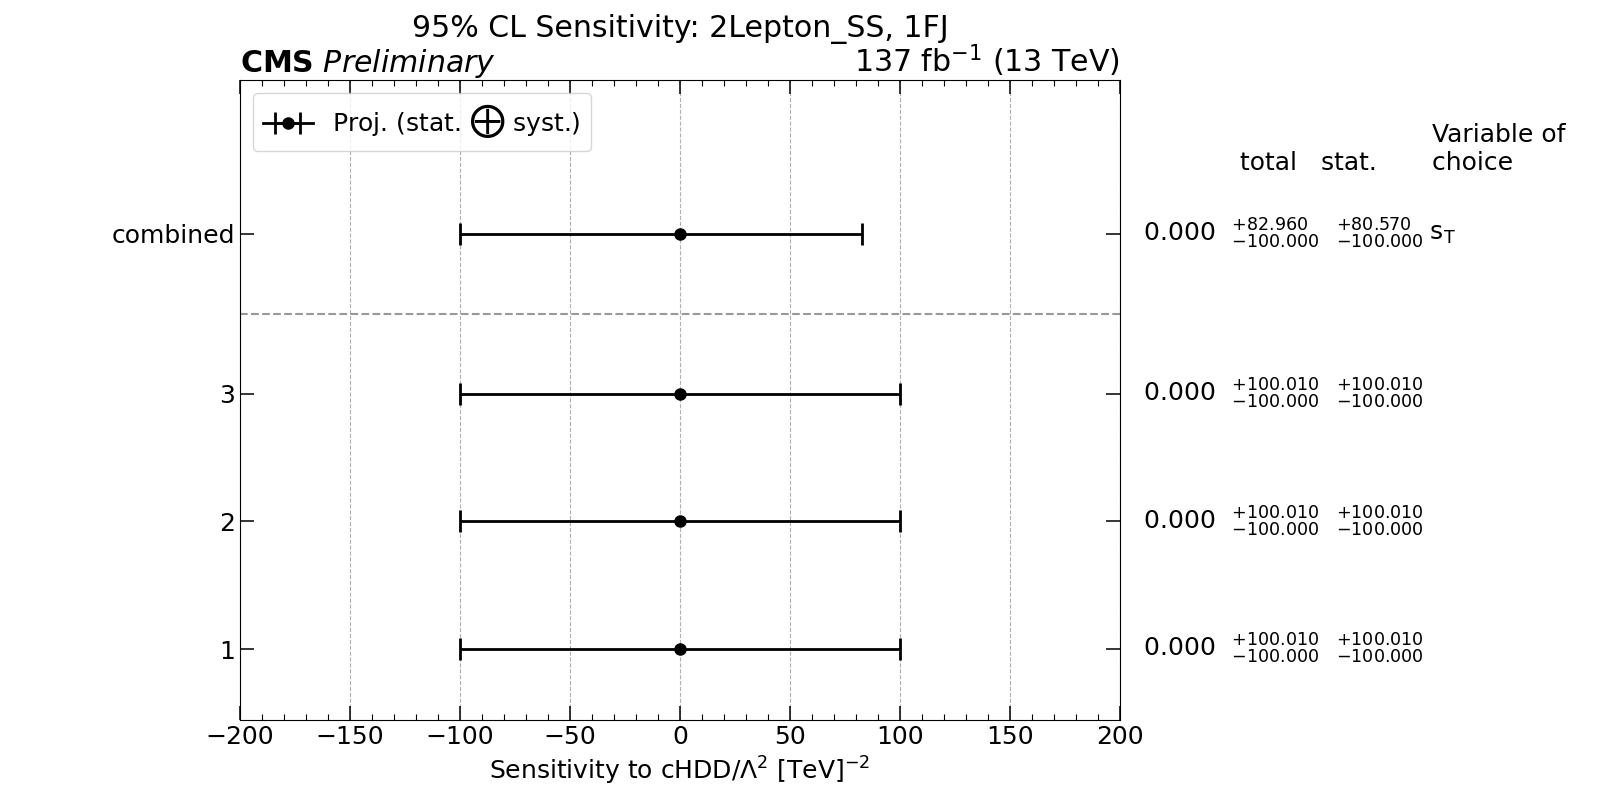 95% CL Sensitivity: 2Lepton_SS, 1FJ
CMS Preliminary 137 fb⁻¹ (13 TeV)
Proj. (stat. ⊕ syst.)
Variable of
total stat. choice
combined 0.000 +82.960 −100.000 +80.570 −100.000 s_T
3 0.000 +100.010 −100.000 +100.010 −100.000
2 0.000 +100.010 −100.000 +100.010 −100.000
1 0.000 +100.010 −100.000 +100.010 −100.000
−200 −150 −100 −50 0 50 100 150 200
Sensitivity to cHDD/Λ² [TeV]⁻²